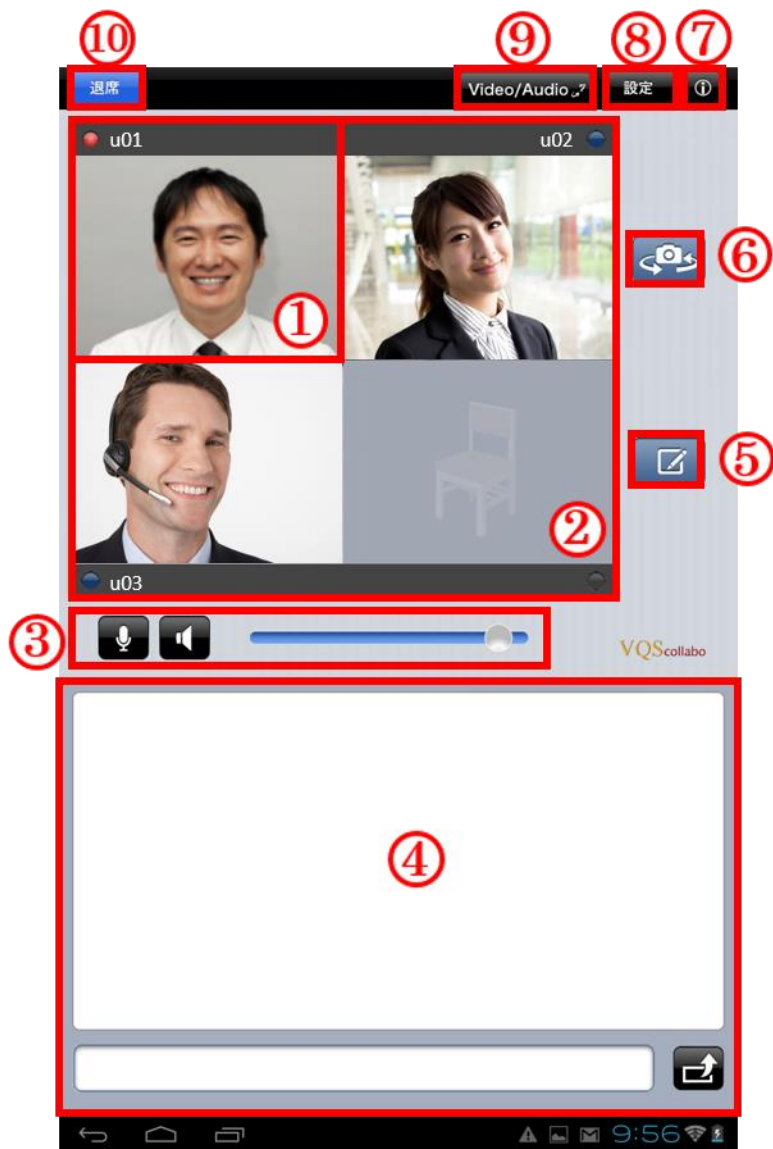 ⑩ ⑨ ⑧ ⑦
退席 Video/Audio 設定
u01 u02
①
⑥
⑤
②
u03
③
VQScollabo
④
9:56